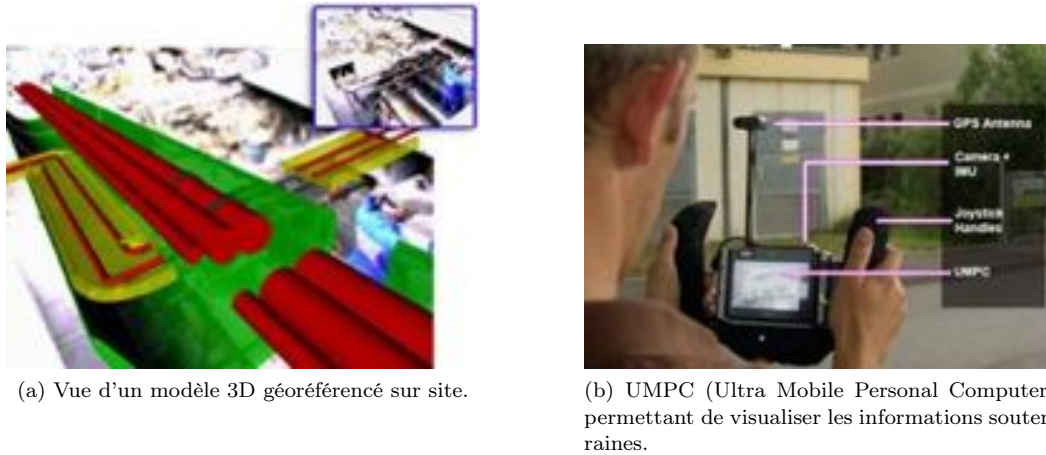 GPS Antenna
Camera +
IMU
Joystick
Handles
UMPC
(a) Vue d'un modèle 3D géoréférencé sur site.
(b) UMPC (Ultra Mobile Personal Computer
permettant de visualiser les informations souter
raines.